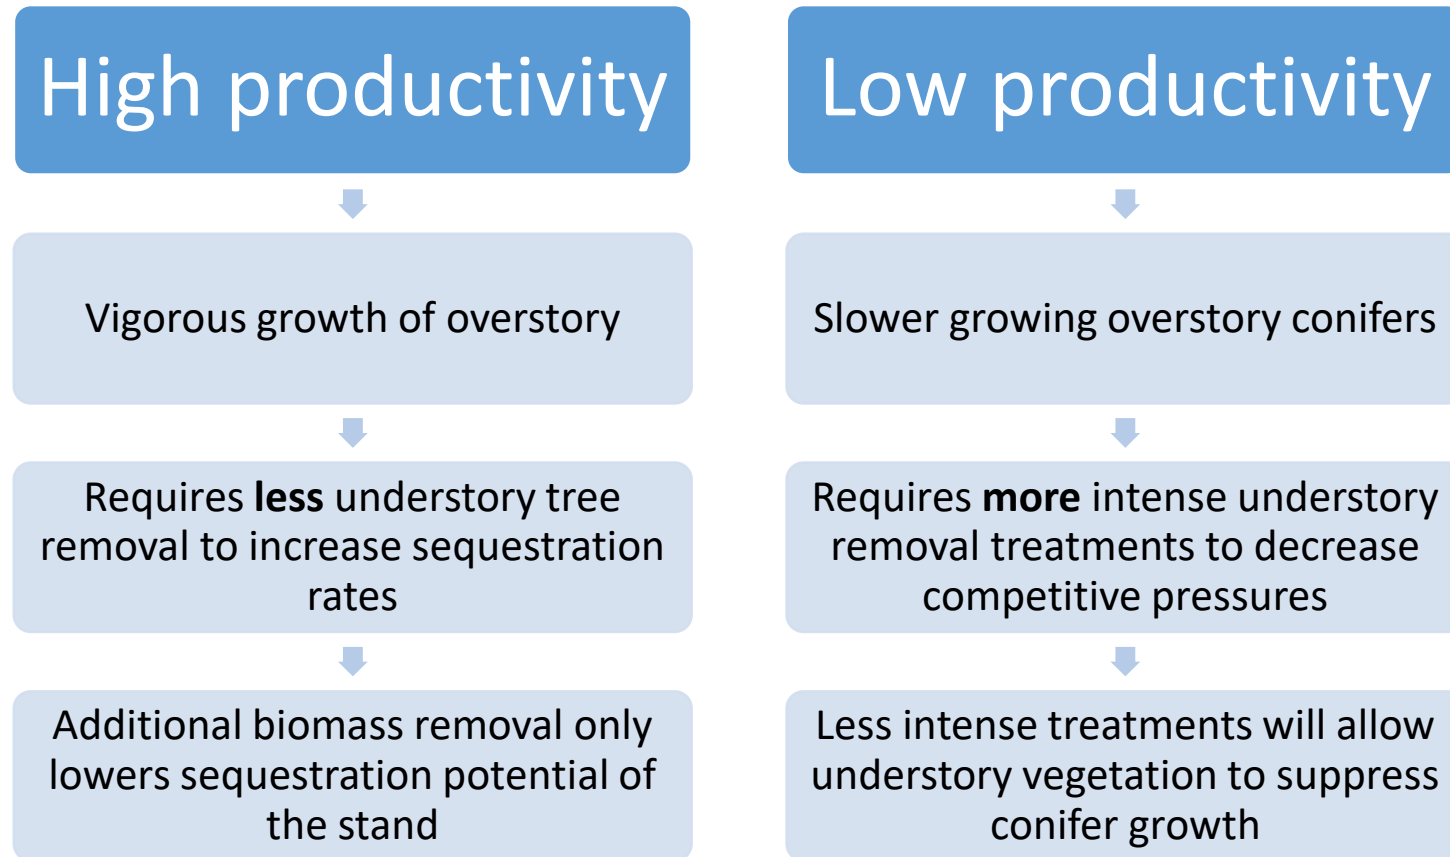 High productivity
Vigorous growth of overstory
Requires less understory tree
removal to increase sequestration
rates
Additional biomass removal only
lowers sequestration potential of
the stand
Low productivity
Slower growing overstory conifers
Requires more intense understory
removal treatments to decrease
competitive pressures
Less intense treatments will allow
understory vegetation to suppress
conifer growth